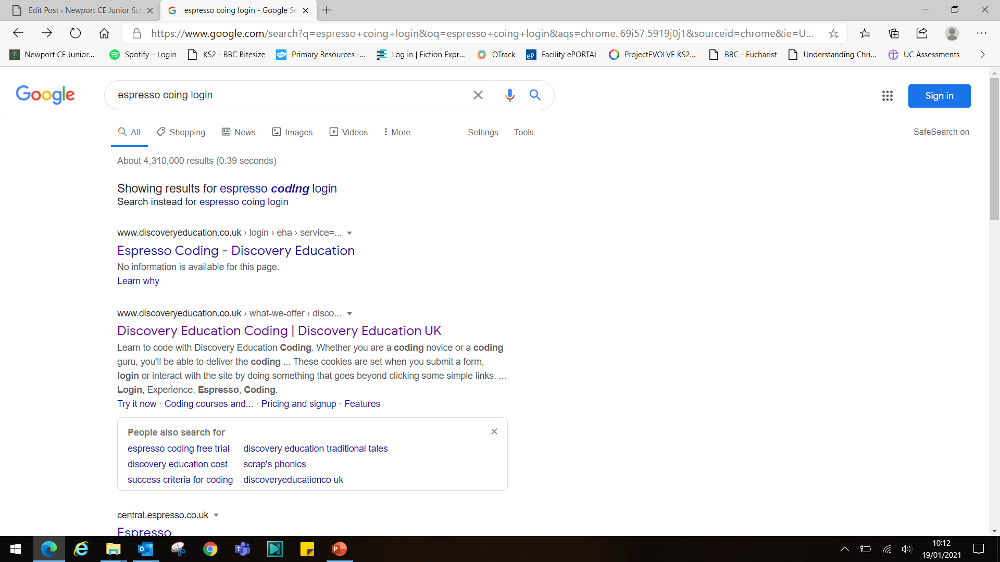 Edit Post ‹ Newport CE Junior Sc
espresso coing login - Google Se
https://www.google.com/search?q=espresso+coing+login&oq=espresso+coing+login&aqs=chrome..69i57.5919j0j1&sourceid=chrome&ie=U...
Newport CE Junior...
Spotify – Login
KS2 - BBC Bitesize
Primary Resources -...
Log in | Fiction Expr...
OTrack
eP Facility ePORTAL
ProjectEVOLVE KS2...
BBC - Eucharist
Understanding Chri...
UC Assessments
Google
espresso coing login
Sign in
All
Shopping
News
Images
Videos
More
Settings
Tools
SafeSearch on
About 4,310,000 results (0.39 seconds)
Showing results for espresso coding login
Search instead for espresso coing login
www.discoveryeducation.co.uk › login › eha › service=...
Espresso Coding - Discovery Education
No information is available for this page.
Learn why
www.discoveryeducation.co.uk › what-we-offer › disco...
Discovery Education Coding | Discovery Education UK
Learn to code with Discovery Education Coding. Whether you are a coding novice or a coding
guru, you'll be able to deliver the coding ... These cookies are set when you submit a form,
login or interact with the site by doing something that goes beyond clicking some simple links. ...
Login, Experience, Espresso, Coding.
Try it now · Coding courses and... · Pricing and signup · Features
People also search for
espresso coding free trial
discovery education traditional tales
discovery education cost
scrap's phonics
success criteria for coding
discoveryeducationco uk
central.espresso.co.uk
Espresso
10:12
19/01/2021